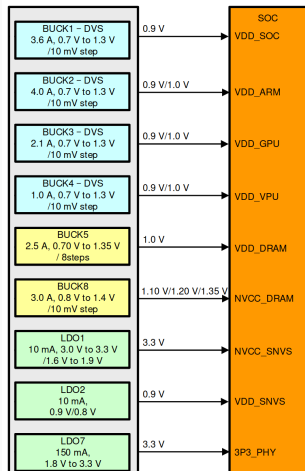 SOC
BUCK1 – DVS
3.6 A, 0.7 V to 1.3 V
/10 mV step
0.9 V
VDD_SOC
BUCK2 – DVS
4.0 A, 0.7 V to 1.3 V
/10 mV step
0.9 V/1.0 V
VDD_ARM
BUCK3 – DVS
2.1 A, 0.7 V to 1.3 V
/10 mV step
0.9 V/1.0 V
VDD_GPU
BUCK4 – DVS
1.0 A, 0.7 V to 1.3 V
/10 mV step
0.9 V/1.0 V
VDD_VPU
BUCK5
2.5 A, 0.70 V to 1.35 V
/ 8steps
1.0 V
VDD_DRAM
BUCK8
3.0 A, 0.8 V to 1.4 V
/10 mV step
1.10 V/1.20 V/1.35 V
NVCC_DRAM
LDO1
10 mA, 3.0 V to 3.3 V
/1.6 V to 1.9 V
3.3 V
NVCC_SNVS
LDO2
10 mA,
0.9 V/0.8 V
0.9 V
VDD_SNVS
LDO7
150 mA,
1.8 V to 3.3 V
3.3 V
3P3_PHY